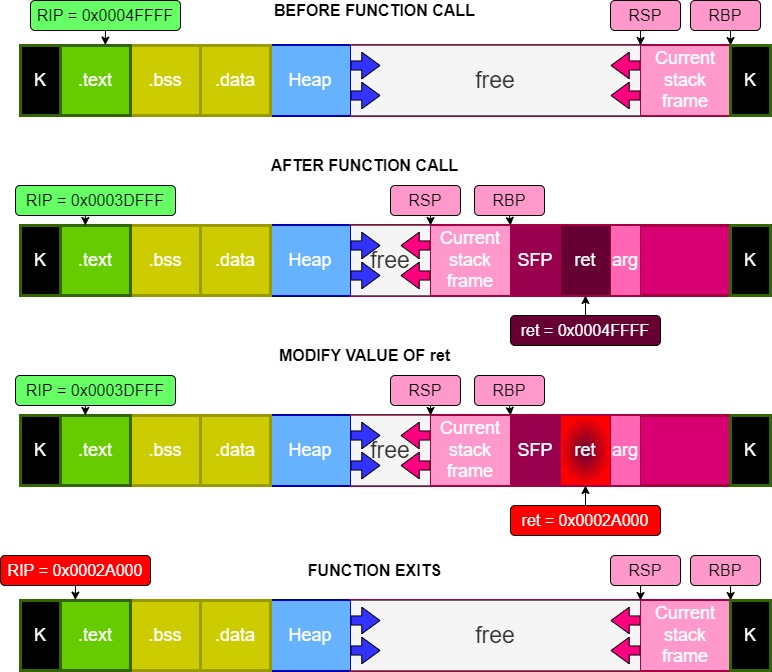 BEFORE FUNCTION CALL
RIP = 0x0004FFFF
RSP
RBP
K
.text
.bss
.data
Heap
free
Current
stack
frame
K
AFTER FUNCTION CALL
RIP = 0x0003DFFF
RSP
RBP
K
.text
.bss
.data
Heap
free
Current
stack
frame
SFP
ret
arg
K
ret = 0x0004FFFF
MODIFY VALUE OF ret
RIP = 0x0003DFFF
RSP
RBP
K
.text
.bss
.data
Heap
free
Current
stack
frame
SFP
ret
arg
K
ret = 0x0002A000
FUNCTION EXITS
RIP = 0x0002A000
RSP
RBP
K
.text
.bss
.data
Heap
free
Current
stack
frame
K